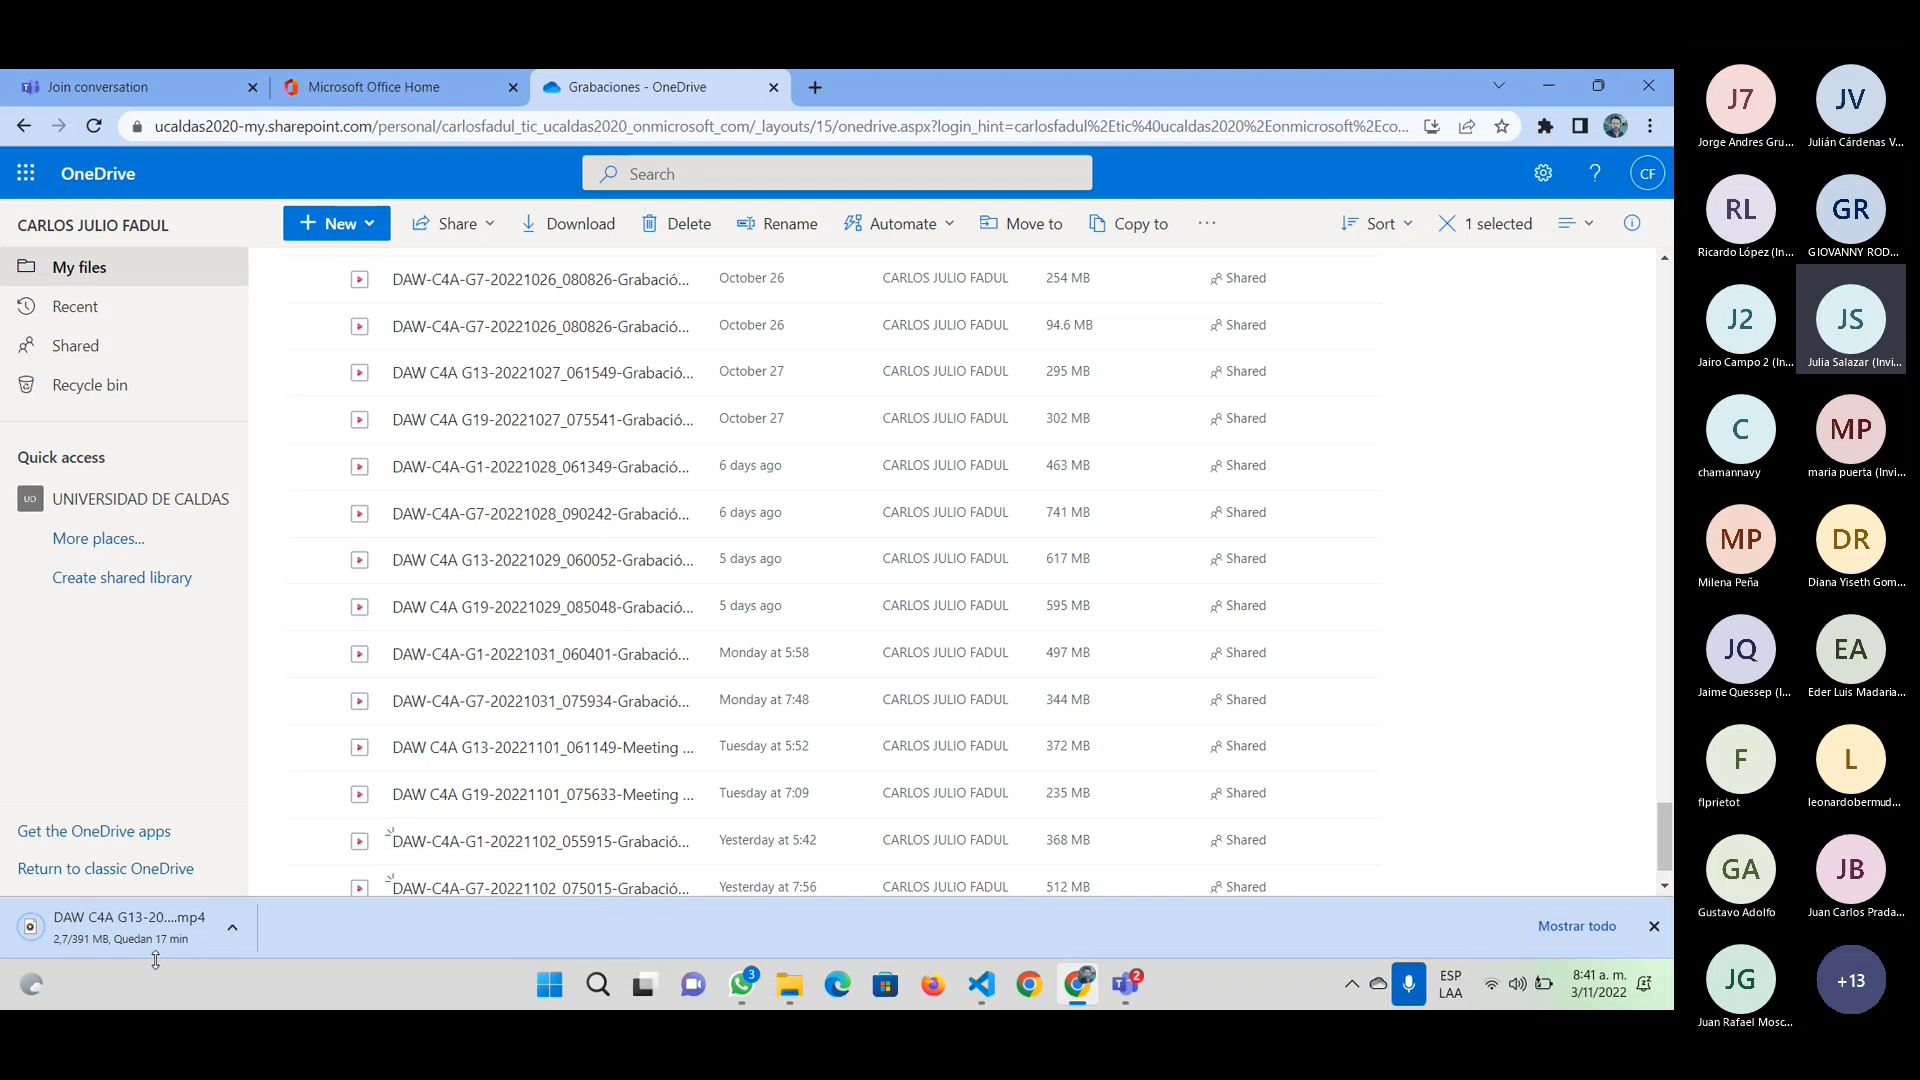 Join conversation
Microsoft Office Home
Grabaciones - OneDrive
ucaldas2020-my.sharepoint.com/personal/carlosfadul_tic_ucaldas2020_onmicrosoft_com/_layouts/15/onedrive.aspx?login_hint=carlosfadul%2Etic%40ucaldas2020%2Eonmicrosoft%2Eco...
OneDrive
Search
CF
CARLOS JULIO FADUL
New
Share
Download
Delete
Rename
Automate
Move to
Copy to
Sort
1 selected
My files
Recent
Shared
Recycle bin
Quick access
UD UNIVERSIDAD DE CALDAS
More places...
Create shared library
Get the OneDrive apps
Return to classic OneDrive
DAW-C4A-G7-20221026_080826-Grabació... October 26 CARLOS JULIO FADUL 254 MB Shared
DAW-C4A-G7-20221026_080826-Grabació... October 26 CARLOS JULIO FADUL 94.6 MB Shared
DAW C4A G13-20221027_061549-Grabació... October 27 CARLOS JULIO FADUL 295 MB Shared
DAW C4A G19-20221027_075541-Grabació... October 27 CARLOS JULIO FADUL 302 MB Shared
DAW-C4A-G1-20221028_061349-Grabació... 6 days ago CARLOS JULIO FADUL 463 MB Shared
DAW-C4A-G7-20221028_090242-Grabació... 6 days ago CARLOS JULIO FADUL 741 MB Shared
DAW C4A G13-20221029_060052-Grabació... 5 days ago CARLOS JULIO FADUL 617 MB Shared
DAW C4A G19-20221029_085048-Grabació... 5 days ago CARLOS JULIO FADUL 595 MB Shared
DAW-C4A-G1-20221031_060401-Grabació... Monday at 5:58 CARLOS JULIO FADUL 497 MB Shared
DAW-C4A-G7-20221031_075934-Grabació... Monday at 7:48 CARLOS JULIO FADUL 344 MB Shared
DAW C4A G13-20221101_061149-Meeting ... Tuesday at 5:52 CARLOS JULIO FADUL 372 MB Shared
DAW C4A G19-20221101_075633-Meeting ... Tuesday at 7:09 CARLOS JULIO FADUL 235 MB Shared
DAW-C4A-G1-20221102_055915-Grabació... Yesterday at 5:42 CARLOS JULIO FADUL 368 MB Shared
DAW-C4A-G7-20221102_075015-Grabació... Yesterday at 7:56 CARLOS JULIO FADUL 512 MB Shared
DAW C4A G13-20....mp4
2,7/391 MB, Quedan 17 min
Mostrar todo
3
2
ESP
LAA
8:41 a. m.
3/11/2022
J7 JV
Jorge Andres Gru... Julián Cárdenas V...
RL GR
Ricardo López (In... GIOVANNY ROD...
J2 JS
Jairo Campo 2 (In... Julia Salazar (Invi...
C MP
chamannavy maria puerta (Invi...
MP DR
Milena Peña Diana Yiseth Gom...
JQ EA
Jaime Quessep (I... Eder Luis Madaria...
F L
flprietot leonardobermud...
GA JB
Gustavo Adolfo Juan Carlos Prada...
JG +13
Juan Rafael Mosc...